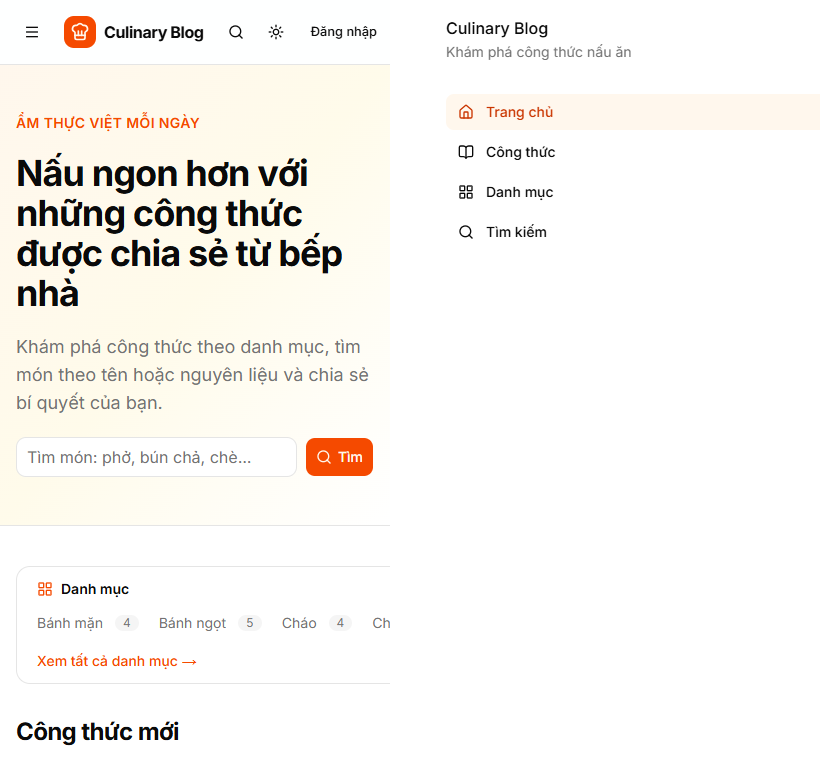 Culinary Blog
Đăng nhập
ẨM THỰC VIỆT MỖI NGÀY
Nấu ngon hơn với
những công thức
được chia sẻ từ bếp
nhà
Khám phá công thức theo danh mục, tìm
món theo tên hoặc nguyên liệu và chia sẻ
bí quyết của bạn.
Tìm món: phở, bún chả, chè...
Tìm
Danh mục
Bánh mặn 4 Bánh ngọt 5 Cháo 4 Ch
Xem tất cả danh mục →
Công thức mới
Culinary Blog
Khám phá công thức nấu ăn
Trang chủ
Công thức
Danh mục
Tìm kiếm